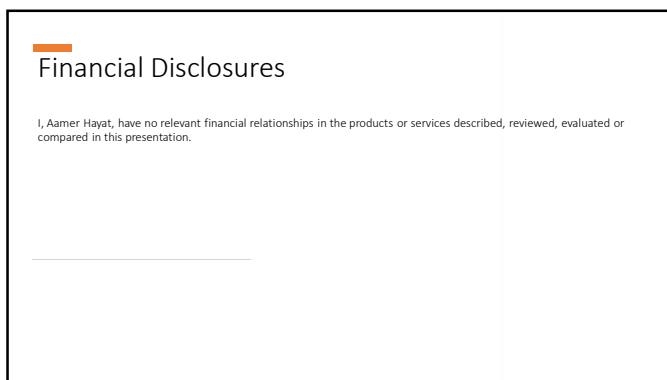 Financial Disclosures
I, Aamer Hayat, have no relevant financial relationships in the products or services described, reviewed, evaluated or
compared in this presentation.